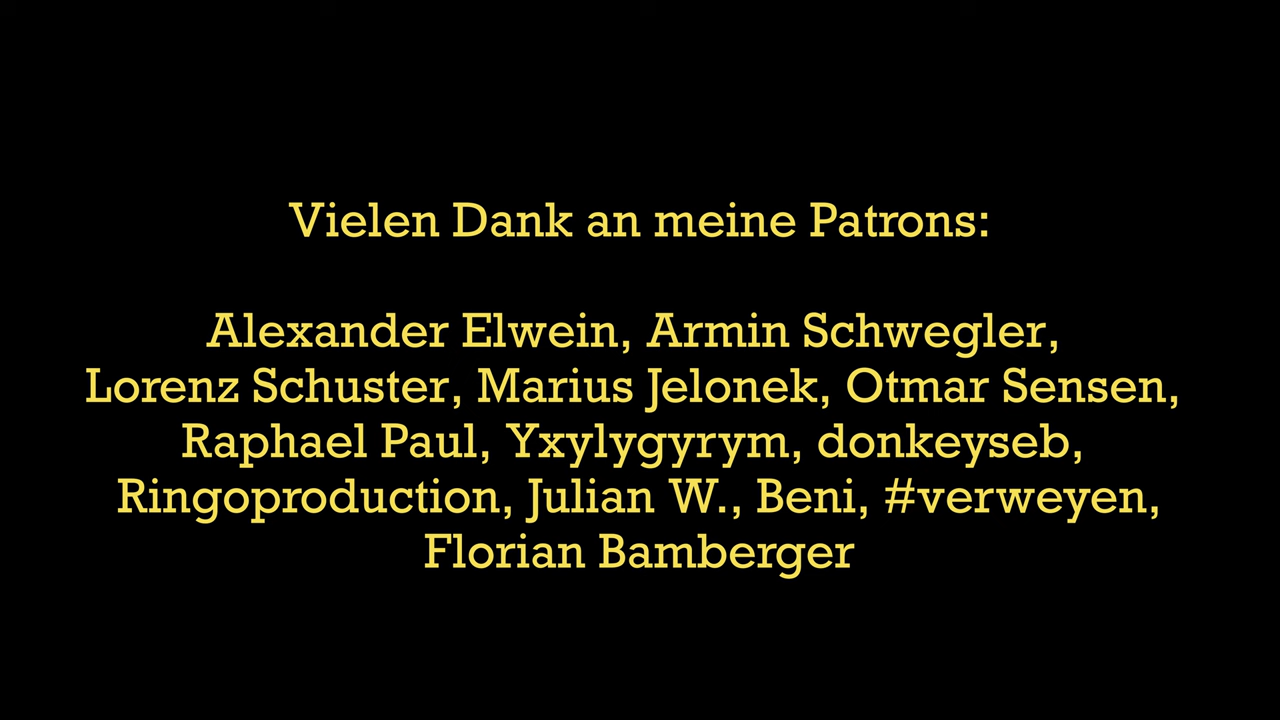 Vielen Dank an meine Patrons:
Alexander Elwein, Armin Schwegler,
Lorenz Schuster, Marius Jelonek, Otmar Sensen,
Raphael Paul, Yxylygyrym, donkeyseb,
Ringoproduction, Julian W., Beni, #verweyen,
Florian Bamberger